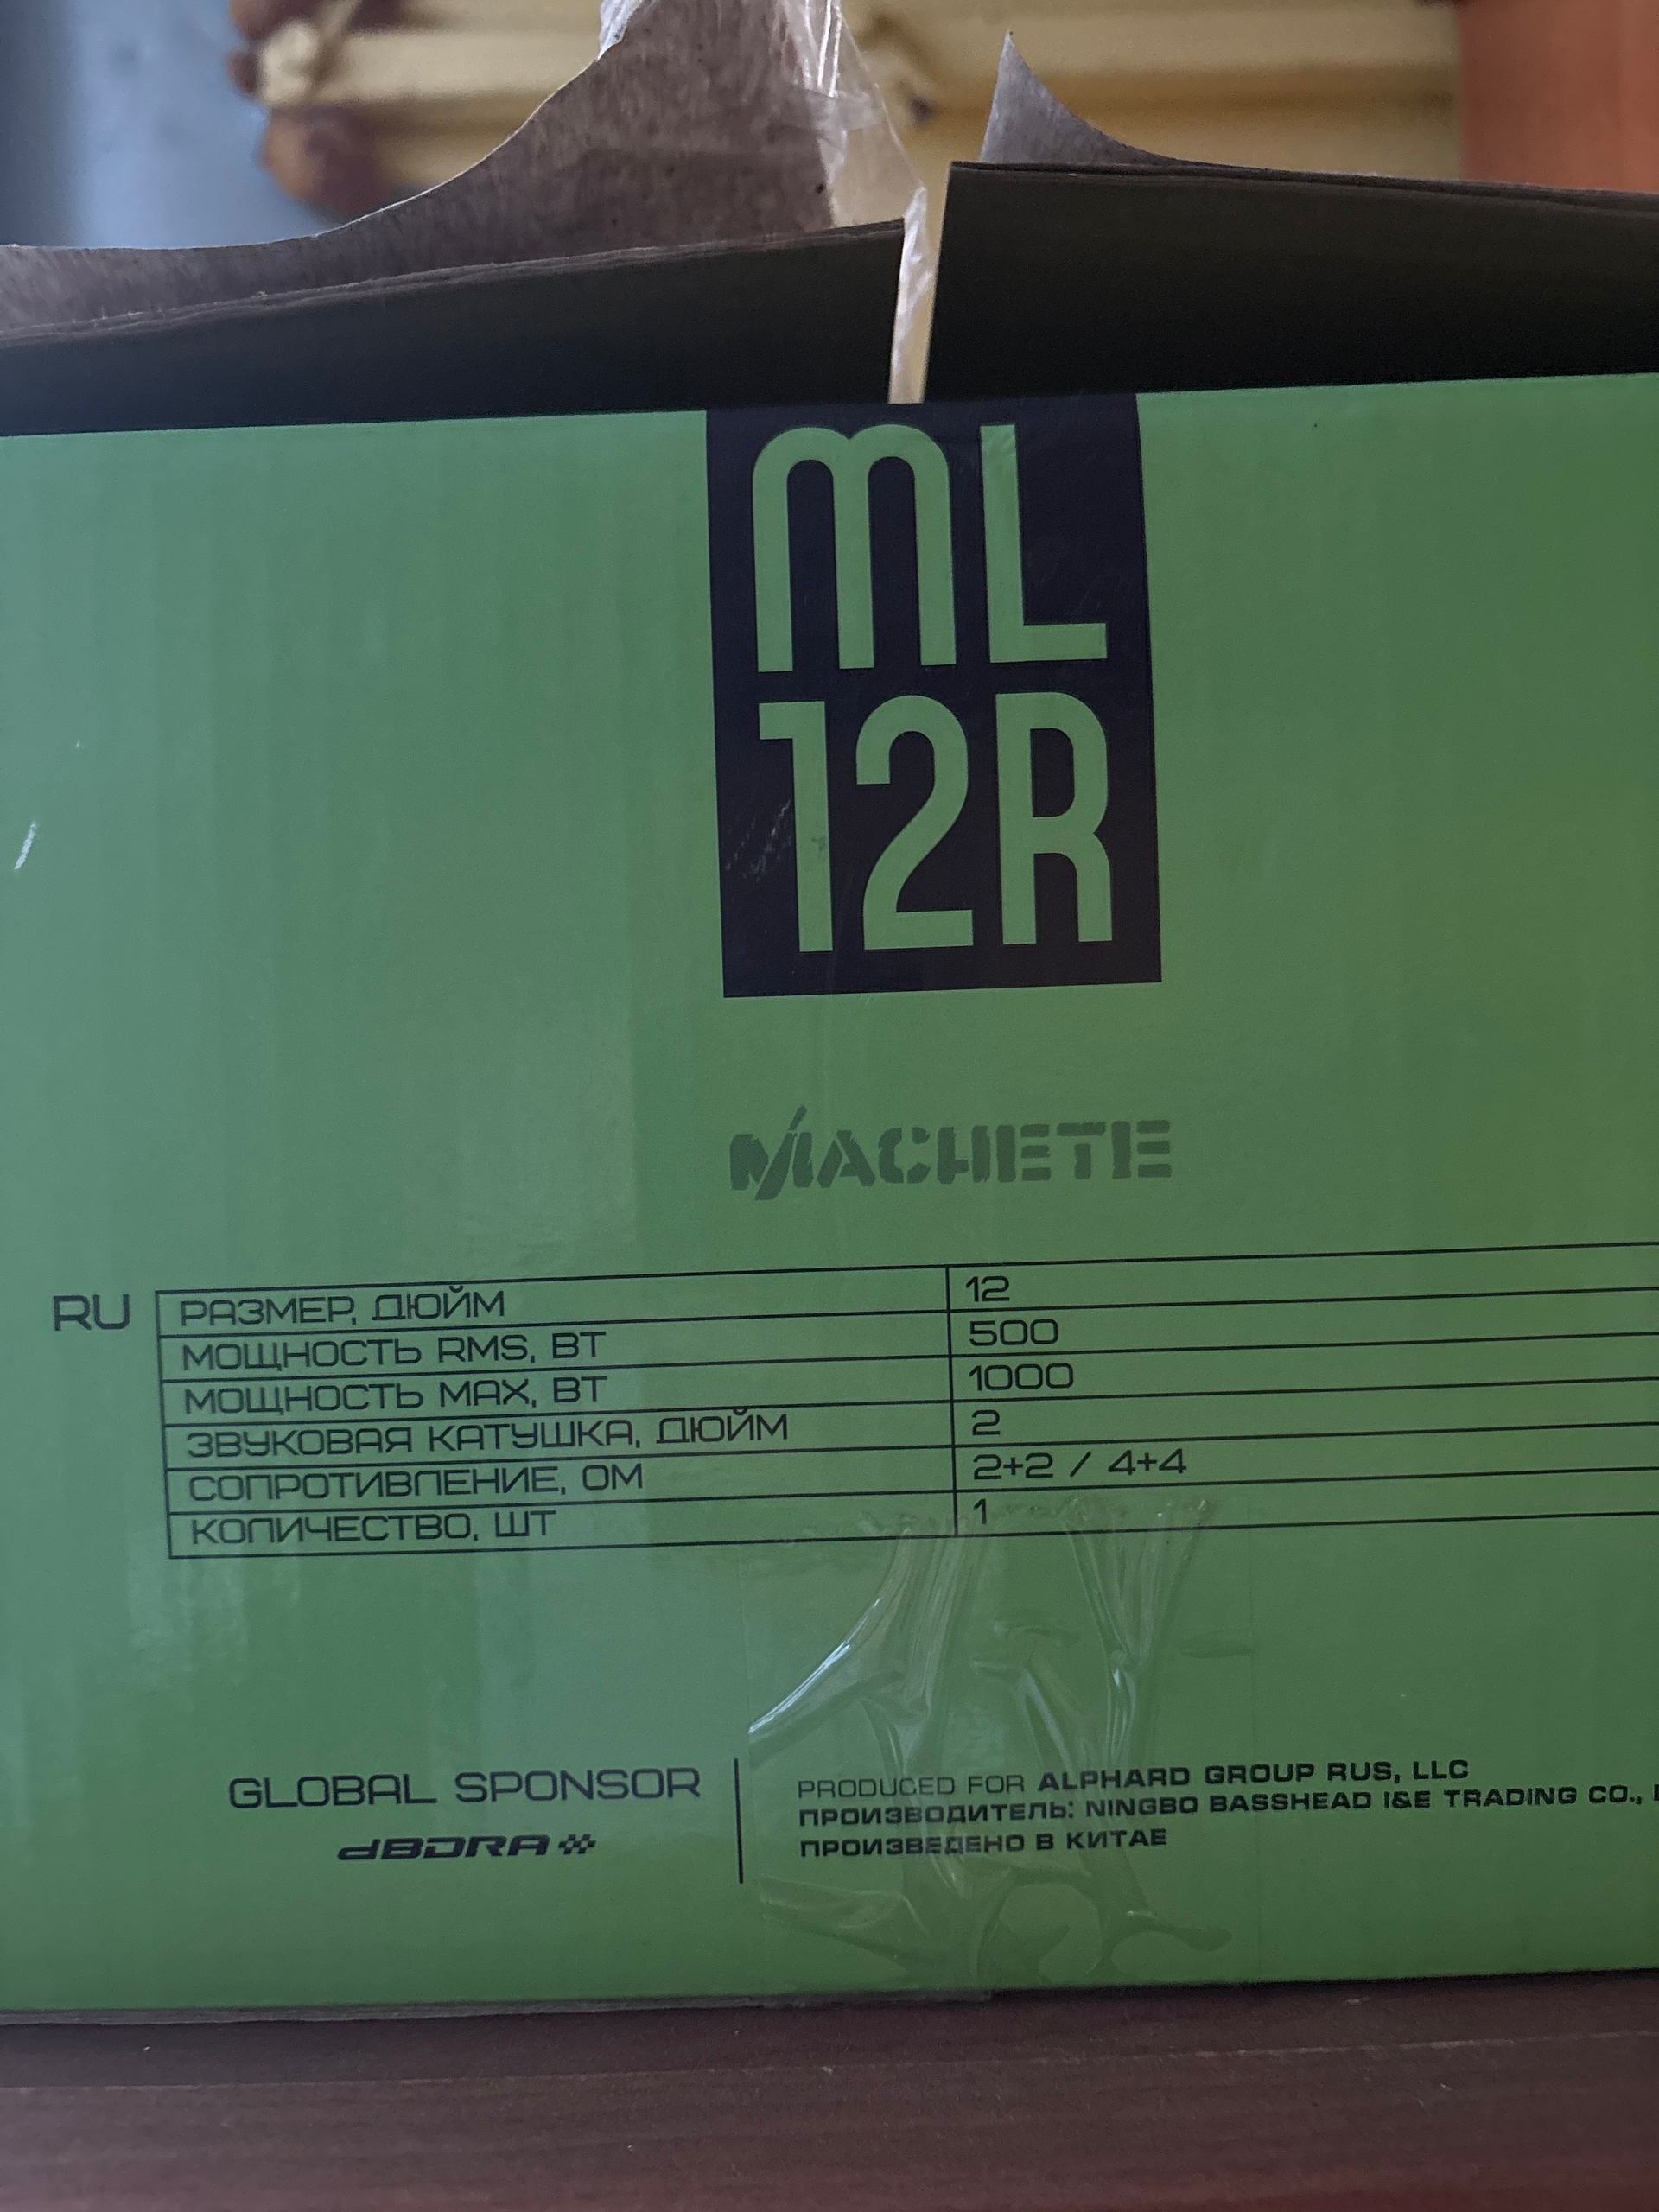 ML
12R
MACHETE
RU
РАЗМЕР, ДЮЙМ 12
МОЩНОСТЬ RMS, ВТ 500
МОЩНОСТЬ MAX, ВТ 1000
ЗВУКОВАЯ КАТУШКА, ДЮЙМ 2
СОПРОТИВЛЕНИЕ, ОМ 2+2 / 4+4
КОЛИЧЕСТВО, ШТ 1
GLOBAL SPONSOR
dBDRA
PRODUCED FOR ALPHARD GROUP RUS, LLC
ПРОИЗВОДИТЕЛЬ: NINGBO BASSHEAD I&E TRADING CO.,
ПРОИЗВЕДЕНО В КИТАЕ